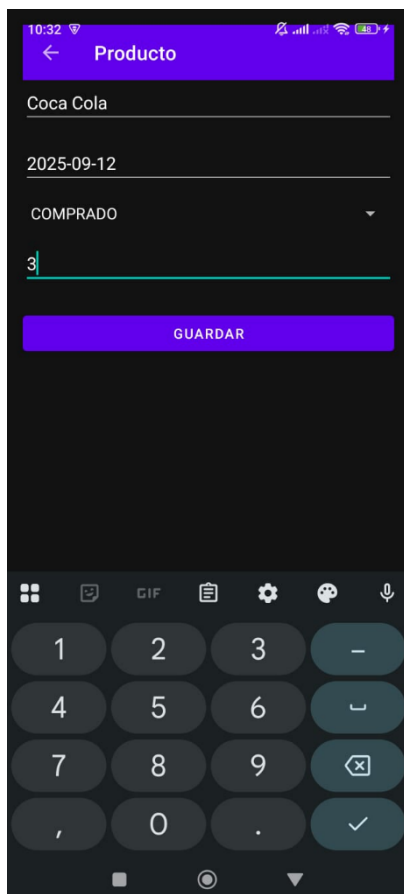 10:32 48
Producto
Coca Cola
2025-09-12
COMPRADO
3
GUARDAR
GIF
1 2 3 –
4 5 6
7 8 9
, 0 .